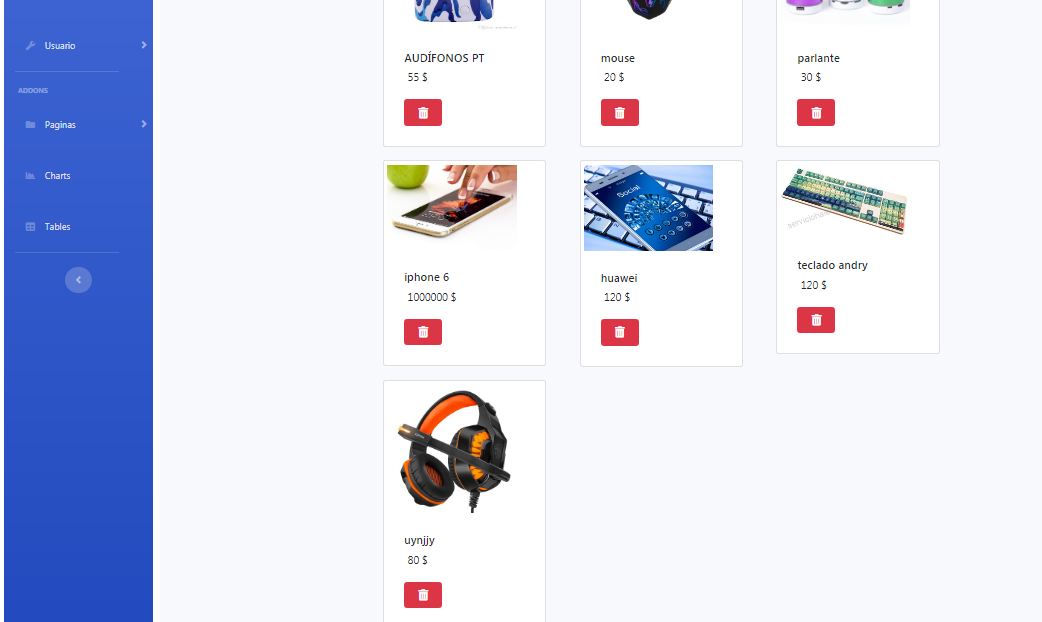 Usuario
ADDONS
Paginas
Charts
Tables
AUDÍFONOS PT
55 $
mouse
20 $
parlante
30 $
iphone 6
1000000 $
Social
huawei
120 $
teclado andry
120 $
uynjjy
80 $